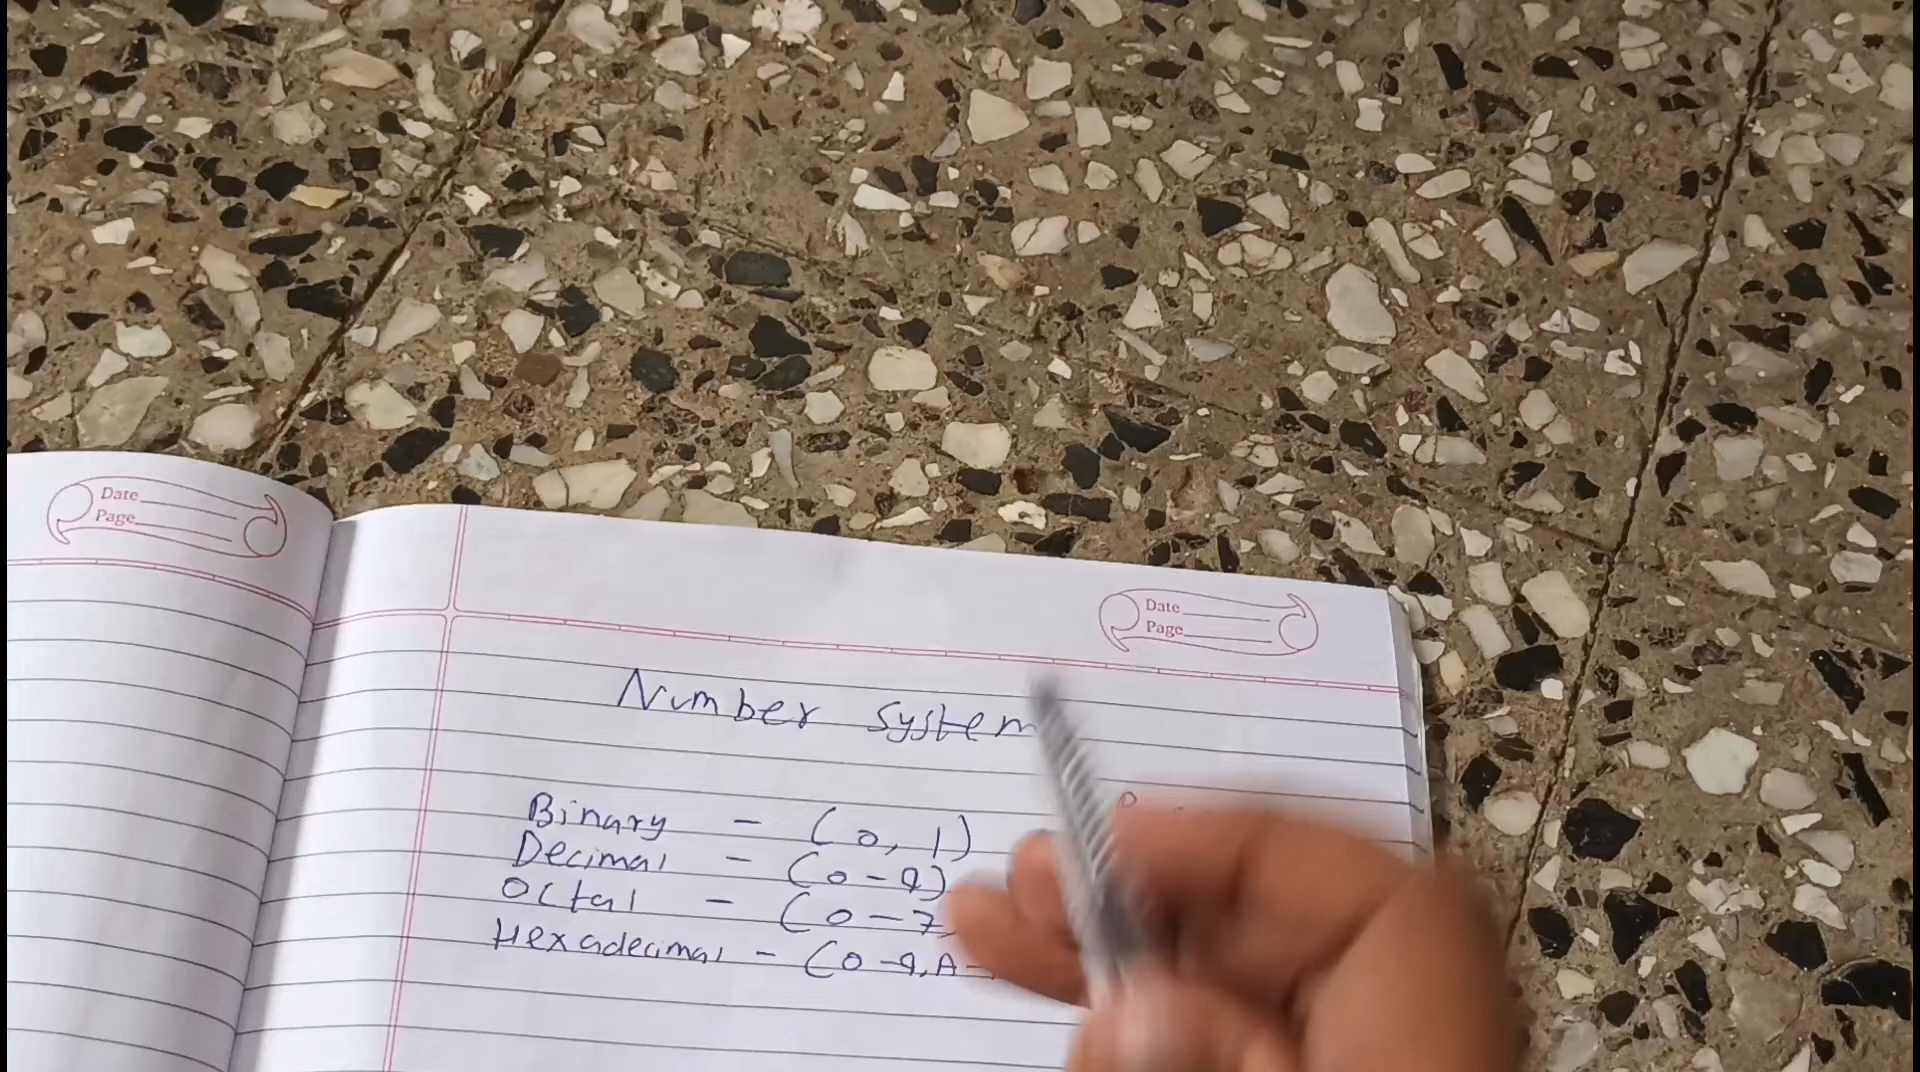 Date
Page
Date
Page
Number system
Binary - (0, 1)
Decimal - (0-9)
Octal - (0-7
Hexadecimal - (0-9, A-